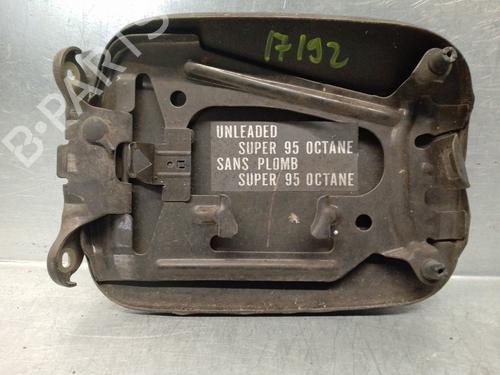 17192
B-PARTS
UNLEADED
SUPER 95 OCTANE
SANS PLOMB
SUPER 95 OCTANE